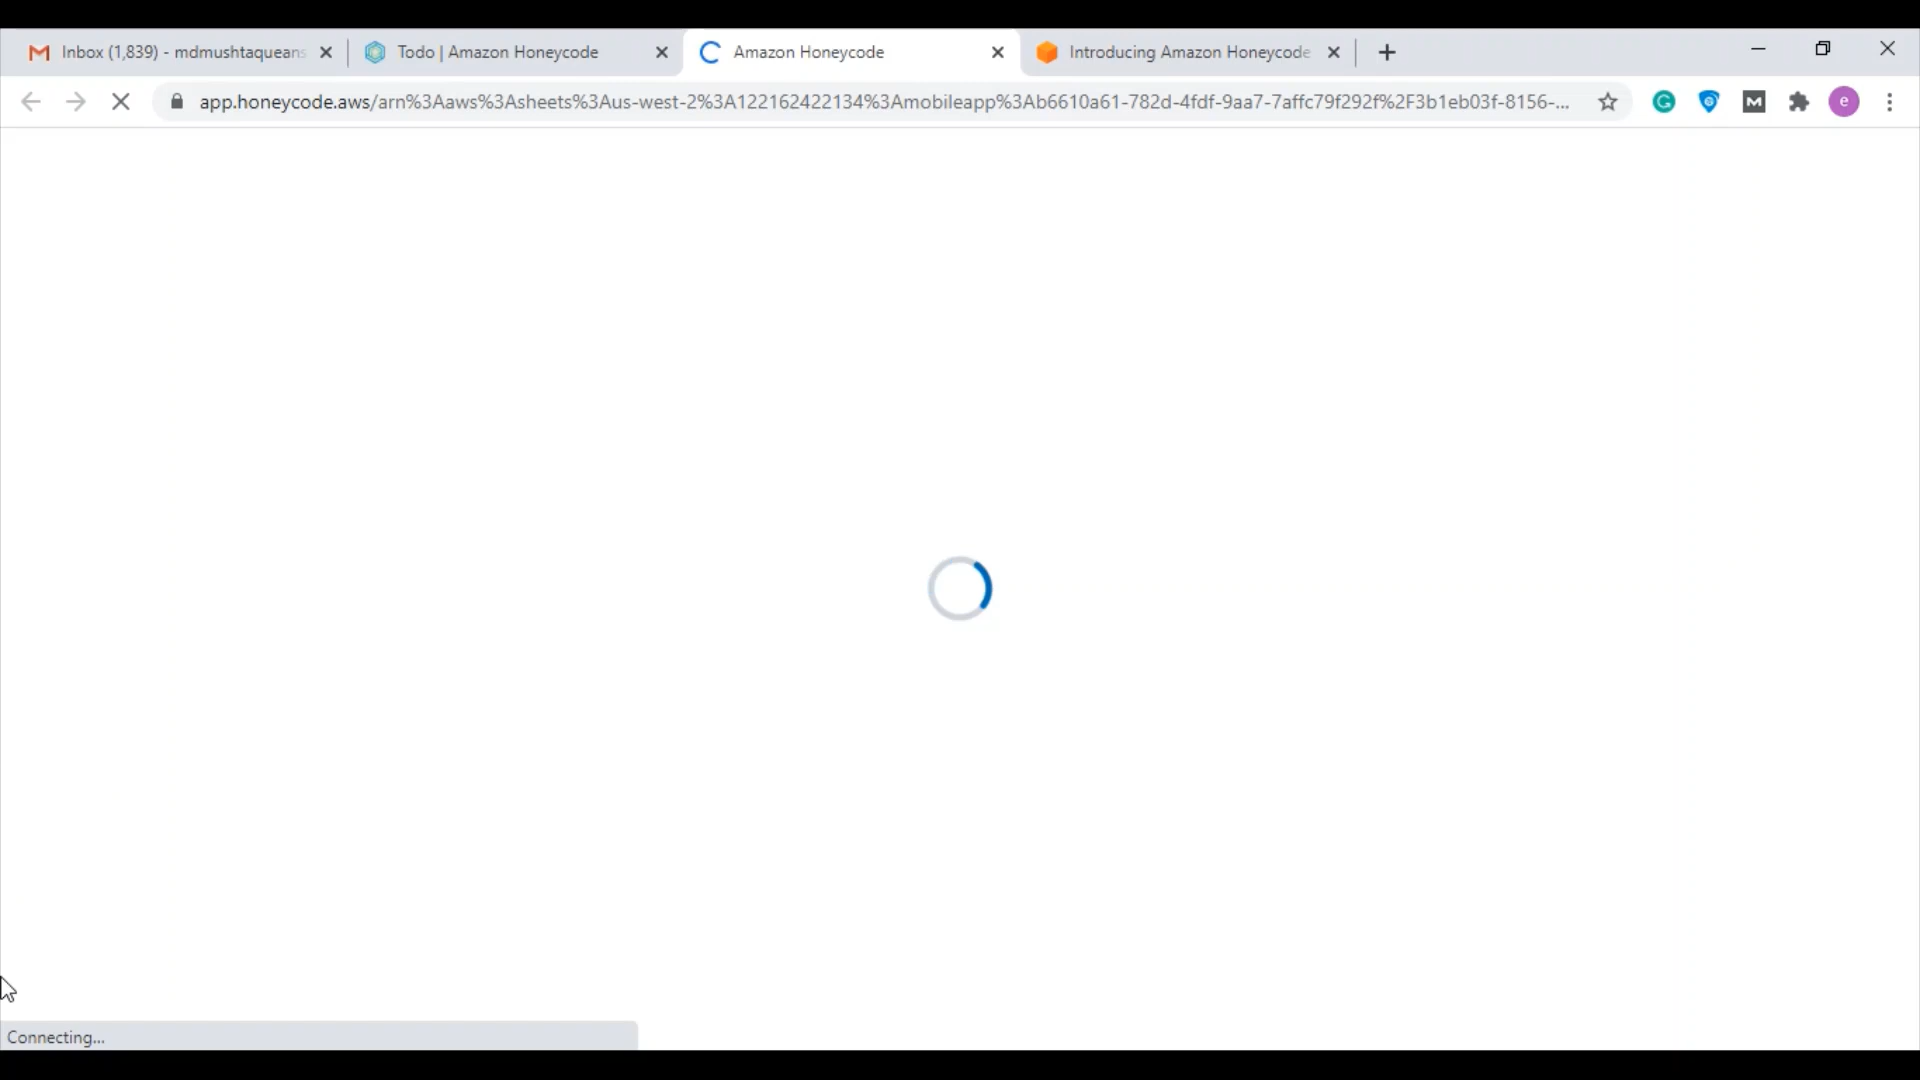 Inbox (1,839) - mdmushtaqueans
Todo | Amazon Honeycode
Amazon Honeycode
Introducing Amazon Honeycode
app.honeycode.aws/arn%3Aaws%3Asheets%3Aus-west-2%3A122162422134%3Amobileapp%3Ab6610a61-782d-4fdf-9aa7-7affc79f292f%2F3b1eb03f-8156-...
e
Connecting...